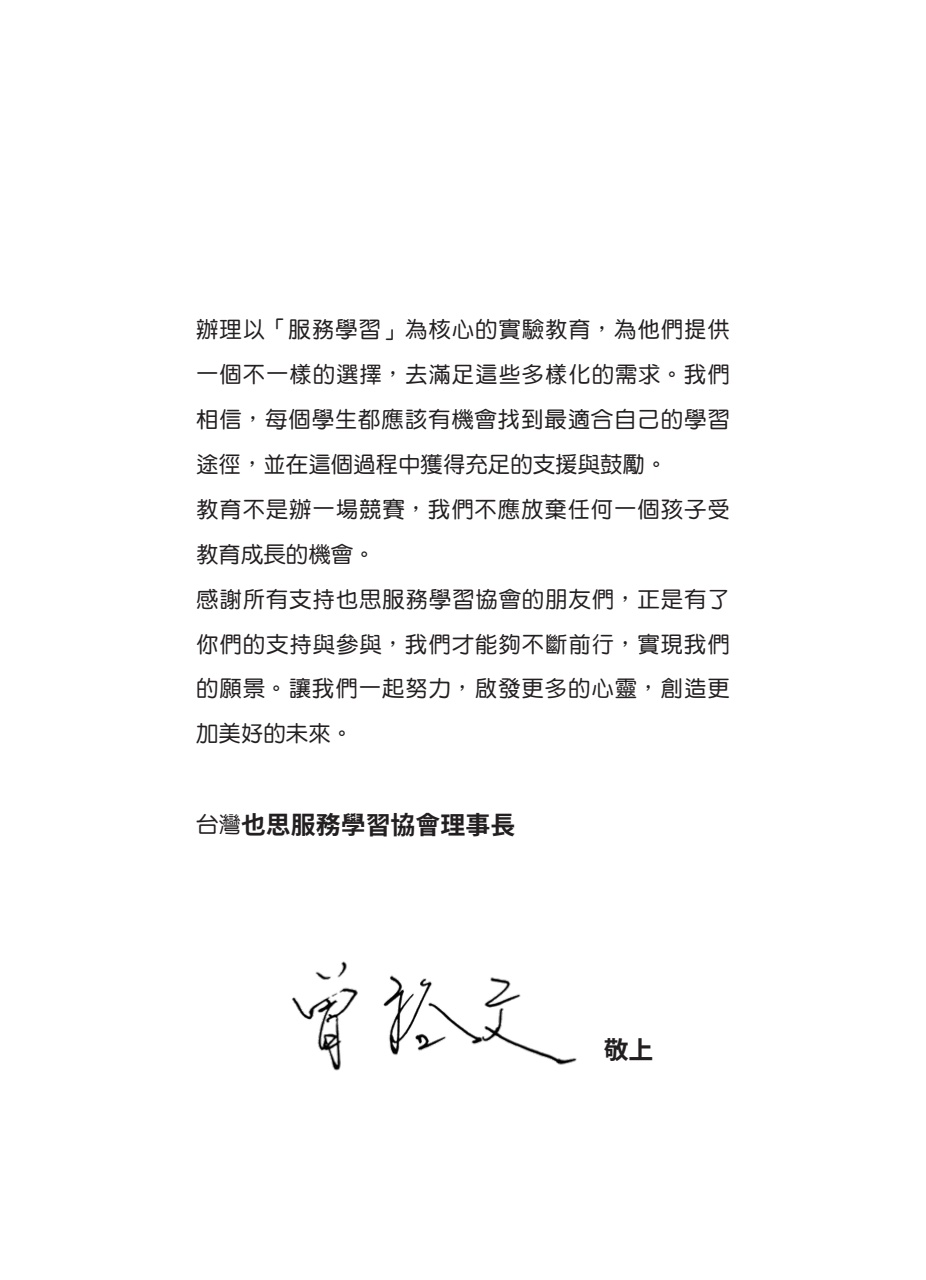 辦理以「服務學習」為核心的實驗教育，為他們提供
一個不一樣的選擇，去滿足這些多樣化的需求。我們
相信，每個學生都應該有機會找到最適合自己的學習
途徑，並在這個過程中獲得充足的支援與鼓勵。
教育不是辦一場競賽，我們不應放棄任何一個孩子受
教育成長的機會。
感謝所有支持也思服務學習協會的朋友們，正是有了
你們的支持與參與，我們才能夠不斷前行，實現我們
的願景。讓我們一起努力，啟發更多的心靈，創造更
加美好的未來。
台灣也思服務學習協會理事長
曾裕文 敬上